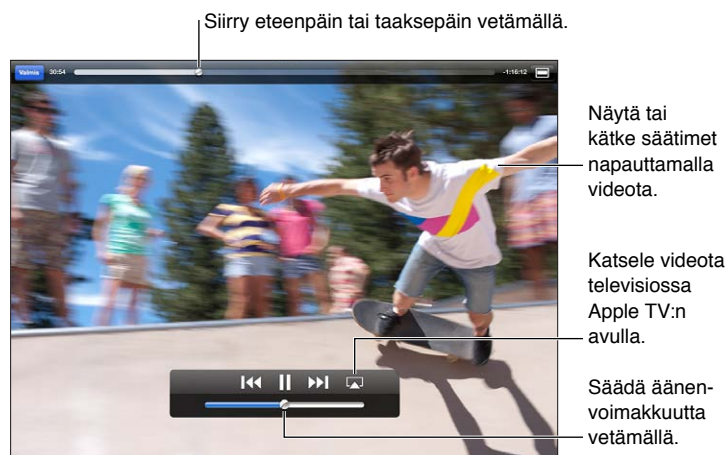 Siirry eteenpäin tai taaksepäin vetämällä.
Valmis 30:54 -1:16:12
Näytä tai
kätke säätimet
napauttamalla
videota.
Katsele videota
televisiossa
Apple TV:n
avulla.
Säädä äänen-
voimakkuutta
vetämällä.